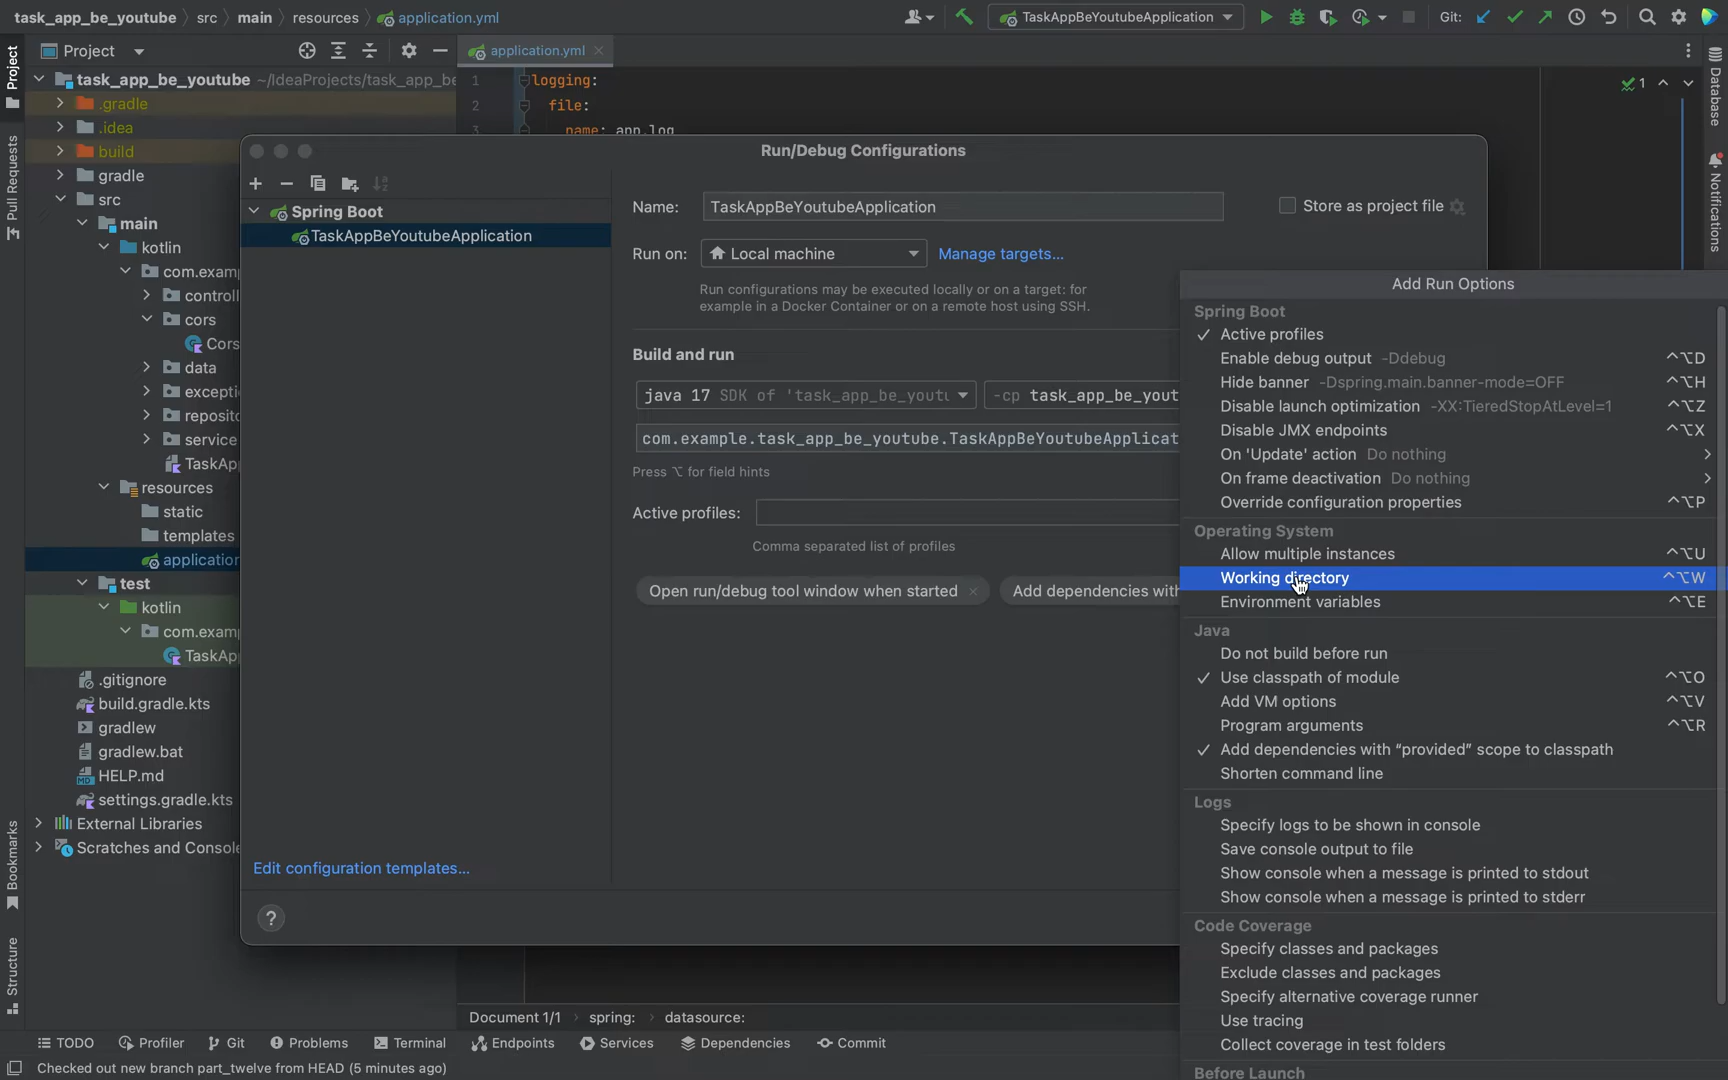 task_app_be_youtube src main resources application.yml
TaskAppBeYoutubeApplication
Git:
Project
application.yml
Project
Pull Requests
Bookmarks
Structure
task_app_be_youtube ~/IdeaProjects/task_app_be
.gradle
.idea
build
gradle
src
main
kotlin
com.examp
controll
cors
Cors
data
excepti
reposito
service
TaskAp
resources
static
templates
application
test
kotlin
com.examp
TaskAp
.gitignore
build.gradle.kts
gradlew
gradlew.bat
HELP.md
settings.gradle.kts
External Libraries
Scratches and Console
1 logging:
2 file:
3 name: app.log
1
Database
Notifications
Run/Debug Configurations
Spring Boot
TaskAppBeYoutubeApplication
Edit configuration templates...
?
Name: TaskAppBeYoutubeApplication
Store as project file
Run on: Local machine Manage targets...
Run configurations may be executed locally or on a target: for
example in a Docker Container or on a remote host using SSH.
Build and run
java 17 SDK of 'task_app_be_youtu -cp task_app_be_yout
com.example.task_app_be_youtube.TaskAppBeYoutubeApplicat
Press ⌥ for field hints
Active profiles:
Comma separated list of profiles
Open run/debug tool window when started × Add dependencies with
Add Run Options
Spring Boot
✓ Active profiles
Enable debug output -Ddebug ^⌥D
Hide banner -Dspring.main.banner-mode=OFF ^⌥H
Disable launch optimization -XX:TieredStopAtLevel=1 ^⌥Z
Disable JMX endpoints ^⌥X
On 'Update' action Do nothing
On frame deactivation Do nothing
Override configuration properties ^⌥P
Operating System
Allow multiple instances ^⌥U
Working directory ^⌥W
Environment variables ^⌥E
Java
Do not build before run
✓ Use classpath of module ^⌥O
Add VM options ^⌥V
Program arguments ^⌥R
✓ Add dependencies with “provided” scope to classpath
Shorten command line
Logs
Specify logs to be shown in console
Save console output to file
Show console when a message is printed to stdout
Show console when a message is printed to stderr
Code Coverage
Specify classes and packages
Exclude classes and packages
Specify alternative coverage runner
Use tracing
Collect coverage in test folders
Before Launch
Document 1/1 spring: datasource:
TODO Profiler Git Problems Terminal Endpoints Services Dependencies Commit
Checked out new branch part_twelve from HEAD (5 minutes ago)